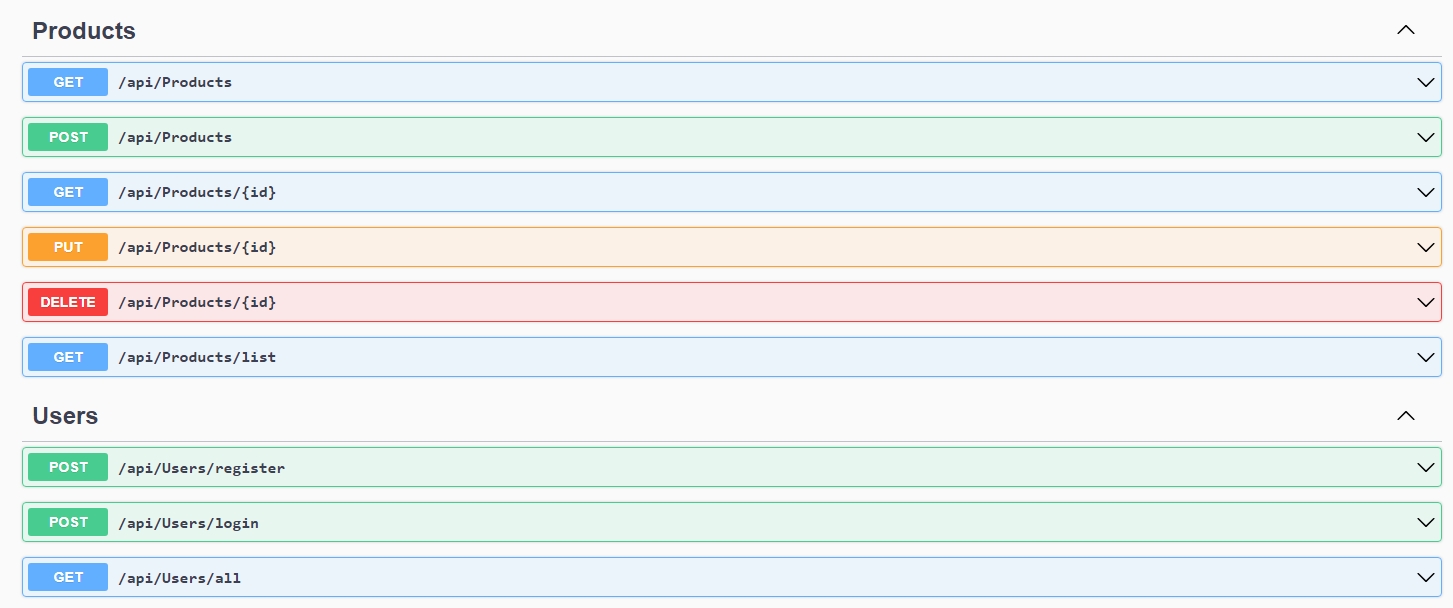 Products
GET /api/Products
POST /api/Products
GET /api/Products/{id}
PUT /api/Products/{id}
DELETE /api/Products/{id}
GET /api/Products/list
Users
POST /api/Users/register
POST /api/Users/login
GET /api/Users/all